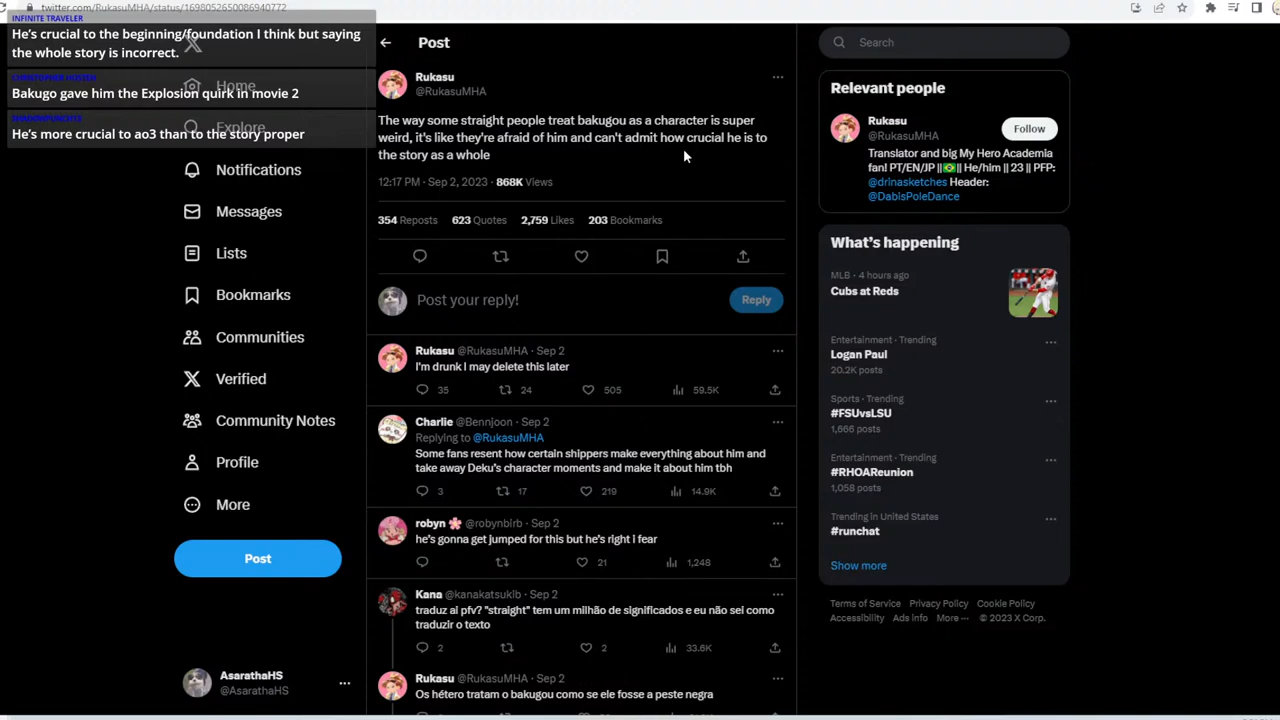 twitter.com/RukasuMHA/status/1698052650086940772
INFINITE TRAVELER
He's crucial to the beginning/foundation I think but saying
the whole story is incorrect.
Bakugo gave him the Explosion quirk in movie 2
He's more crucial to ao3 than to the story proper
Home
Explore
Notifications
Messages
Lists
Bookmarks
Communities
Verified
Community Notes
Profile
More
Post
AsarathaHS
@AsarathaHS
Post
Rukasu
@RukasuMHA
The way some straight people treat bakugou as a character is super
weird, it's like they're afraid of him and can't admit how crucial he is to
the story as a whole
12:17 PM · Sep 2, 2023 · 868K Views
354 Reposts 623 Quotes 2,759 Likes 203 Bookmarks
Post your reply!
Reply
Rukasu @RukasuMHA · Sep 2
I'm drunk I may delete this later
35 24 505 59.5K
Charlie @Bennjoon · Sep 2
Replying to @RukasuMHA
Some fans resent how certain shippers make everything about him and
take away Deku's character moments and make it about him tbh
3 17 219 14.9K
robyn 🌸 @robynbirb · Sep 2
he's gonna get jumped for this but he's right i fear
21 1,248
Kana @kanakatsukIb · Sep 2
traduz ai pfv? "straight" tem um milhão de significados e eu não sei como
traduzir o texto
2 2 33.6K
Rukasu @RukasuMHA · Sep 2
Os hétero tratam o bakugou como se ele fosse a peste negra
Search
Relevant people
Rukasu
@RukasuMHA
Follow
Translator and big My Hero Academia
fan! PT/EN/JP ||🇧🇷|| He/him || 23 || PFP:
@drinasketches Header:
@DabisPoleDance
What's happening
MLB · 4 hours ago
Cubs at Reds
Entertainment · Trending
Logan Paul
20.2K posts
Sports · Trending
#FSUvsLSU
1,666 posts
Entertainment · Trending
#RHOAReunion
1,058 posts
Trending in United States
#runchat
Show more
Terms of Service Privacy Policy Cookie Policy
Accessibility Ads info More ··· © 2023 X Corp.